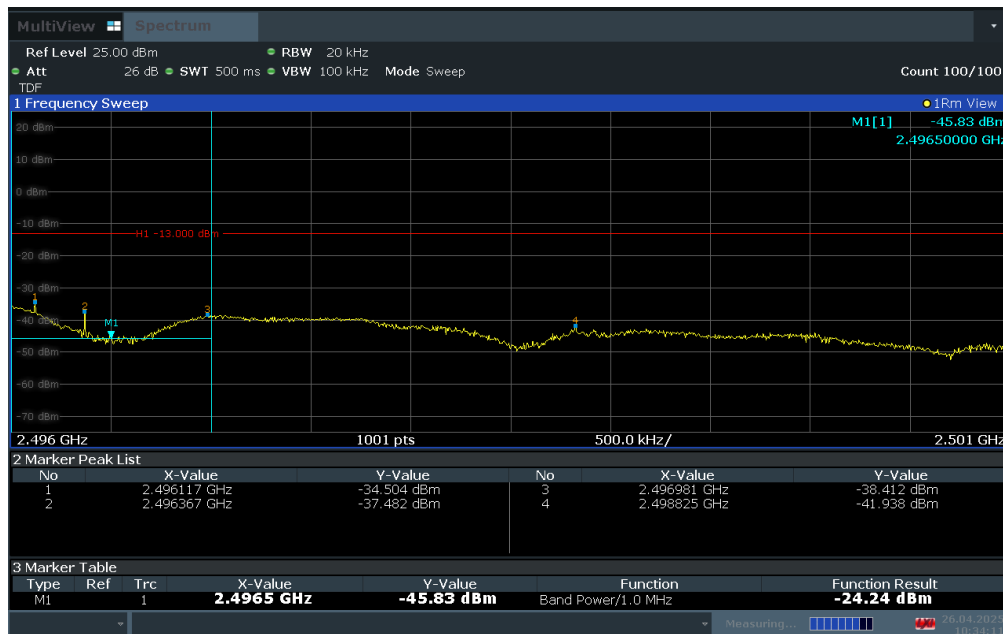 MultiView Spectrum
Ref Level 25.00 dBm RBW 20 kHz
Att 26 dB SWT 500 ms VBW 100 kHz Mode Sweep Count 100/100
TDF
1 Frequency Sweep 1Rm View
M1[1] -45.83 dBm
2.49650000 GHz
20 dBm
10 dBm
0 dBm
-10 dBm
H1 -13.000 dBm
-20 dBm
-30 dBm
1
2
3
-40 dBm
M1
4
-50 dBm
-60 dBm
-70 dBm
2.496 GHz 1001 pts 500.0 kHz/ 2.501 GHz
2 Marker Peak List
No X-Value Y-Value No X-Value Y-Value
1 2.496117 GHz -34.504 dBm 3 2.496981 GHz -38.412 dBm
2 2.496367 GHz -37.482 dBm 4 2.498825 GHz -41.938 dBm
3 Marker Table
Type Ref Trc X-Value Y-Value Function Function Result
M1 1 2.4965 GHz -45.83 dBm Band Power/1.0 MHz -24.24 dBm
Measuring... 26.04.2025